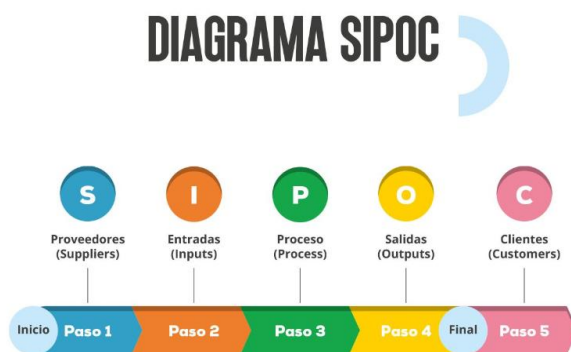 DIAGRAMA SIPOC
S I P O C
Proveedores Entradas Proceso Salidas Clientes
(Suppliers) (Inputs) (Process) (Outputs) (Customers)
Inicio Paso 1 Paso 2 Paso 3 Paso 4 Final Paso 5